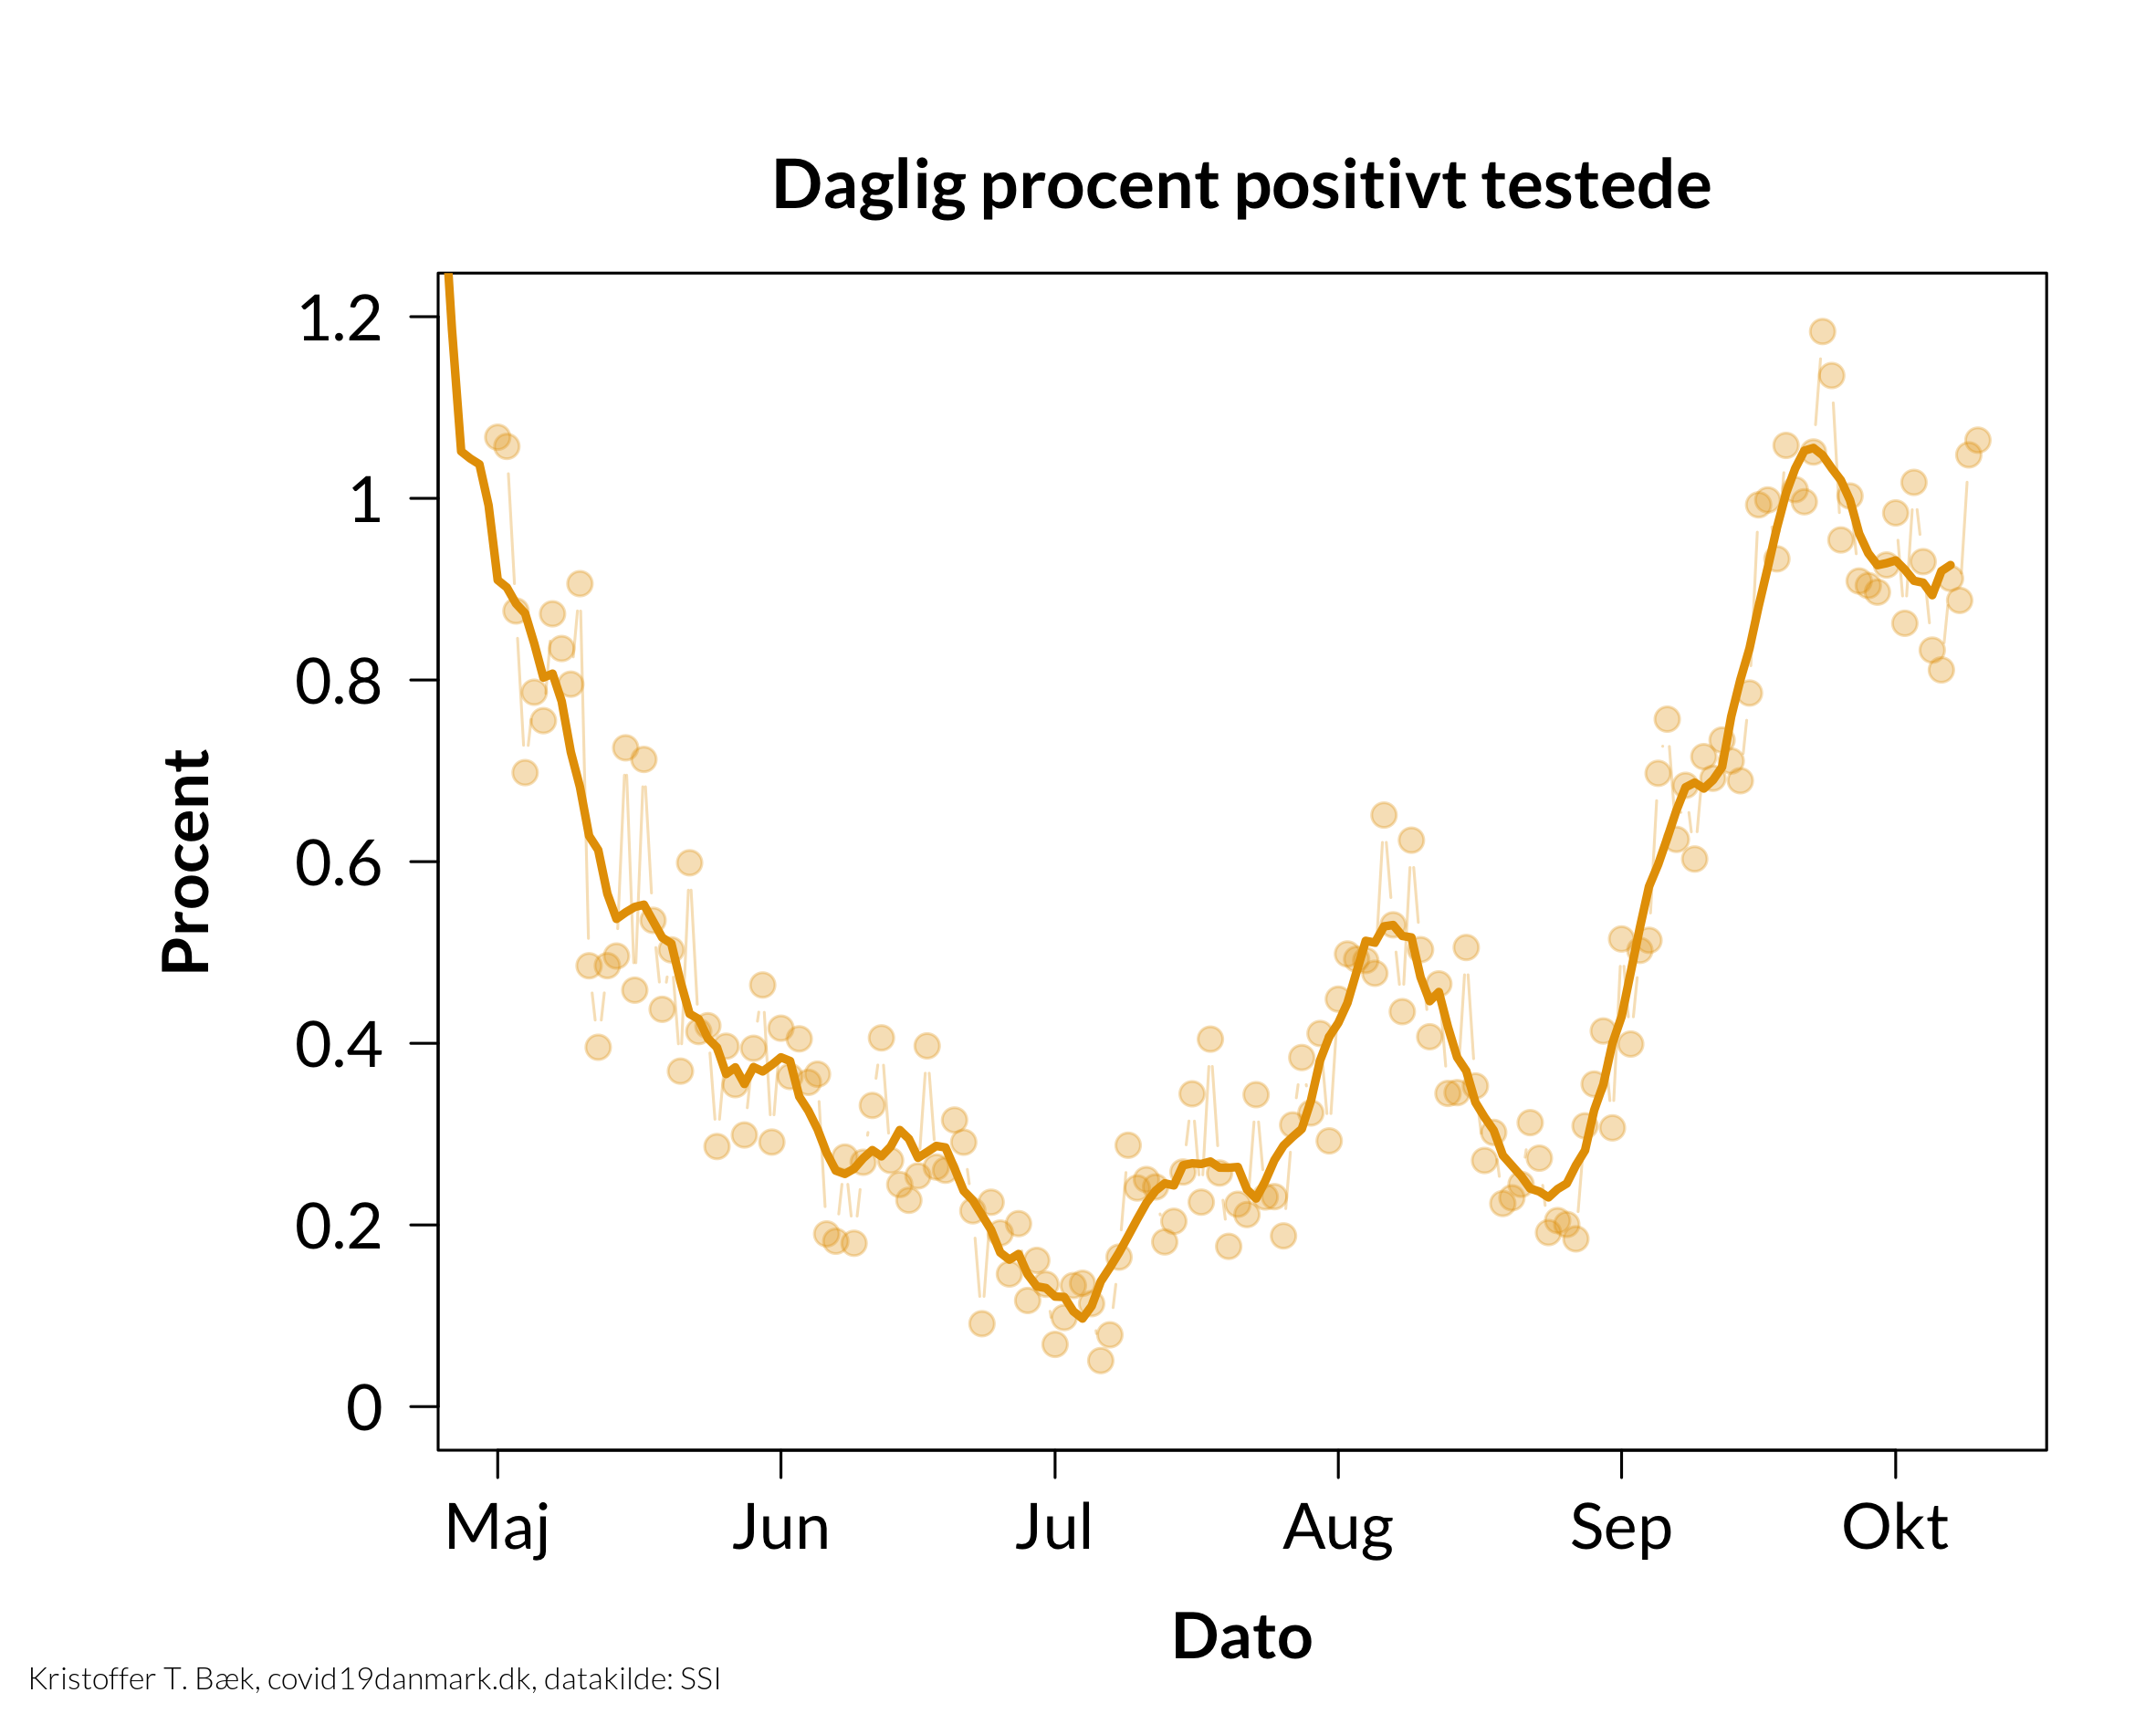 Daglig procent positivt testede
Procent
1.2
1
0.8
0.6
0.4
0.2
0
Maj Jun Jul Aug Sep Okt
Dato
Kristoffer T. Bæk, covid19danmark.dk, datakilde: SSI